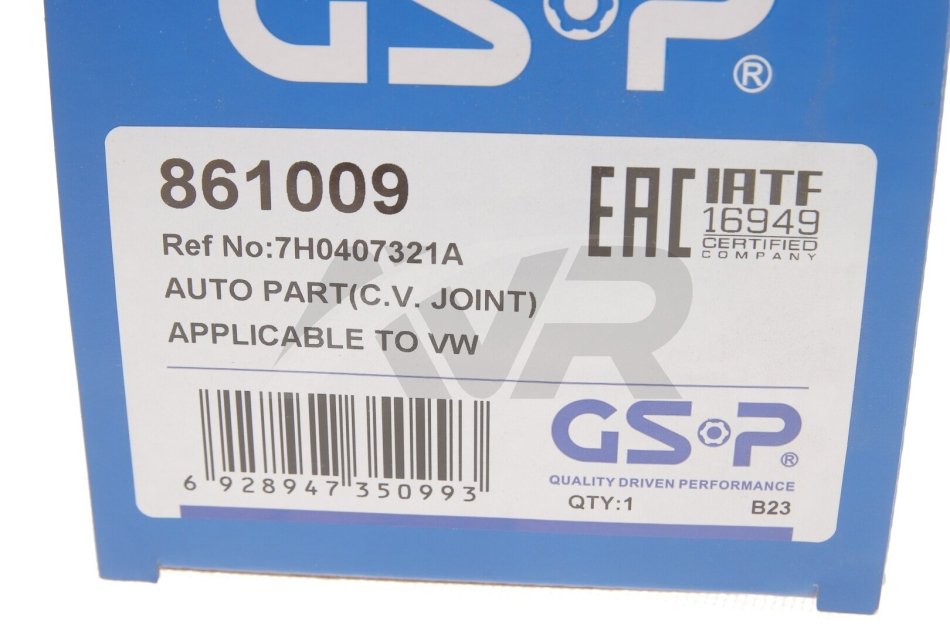 GSP®
861009
Ref No:7H0407321A
AUTO PART(C.V. JOINT)
APPLICABLE TO VW
EAC
IATF
16949
CERTIFIED
COMPANY
VR
6 928947 350993
GSP®
QUALITY DRIVEN PERFORMANCE
QTY:1
B23